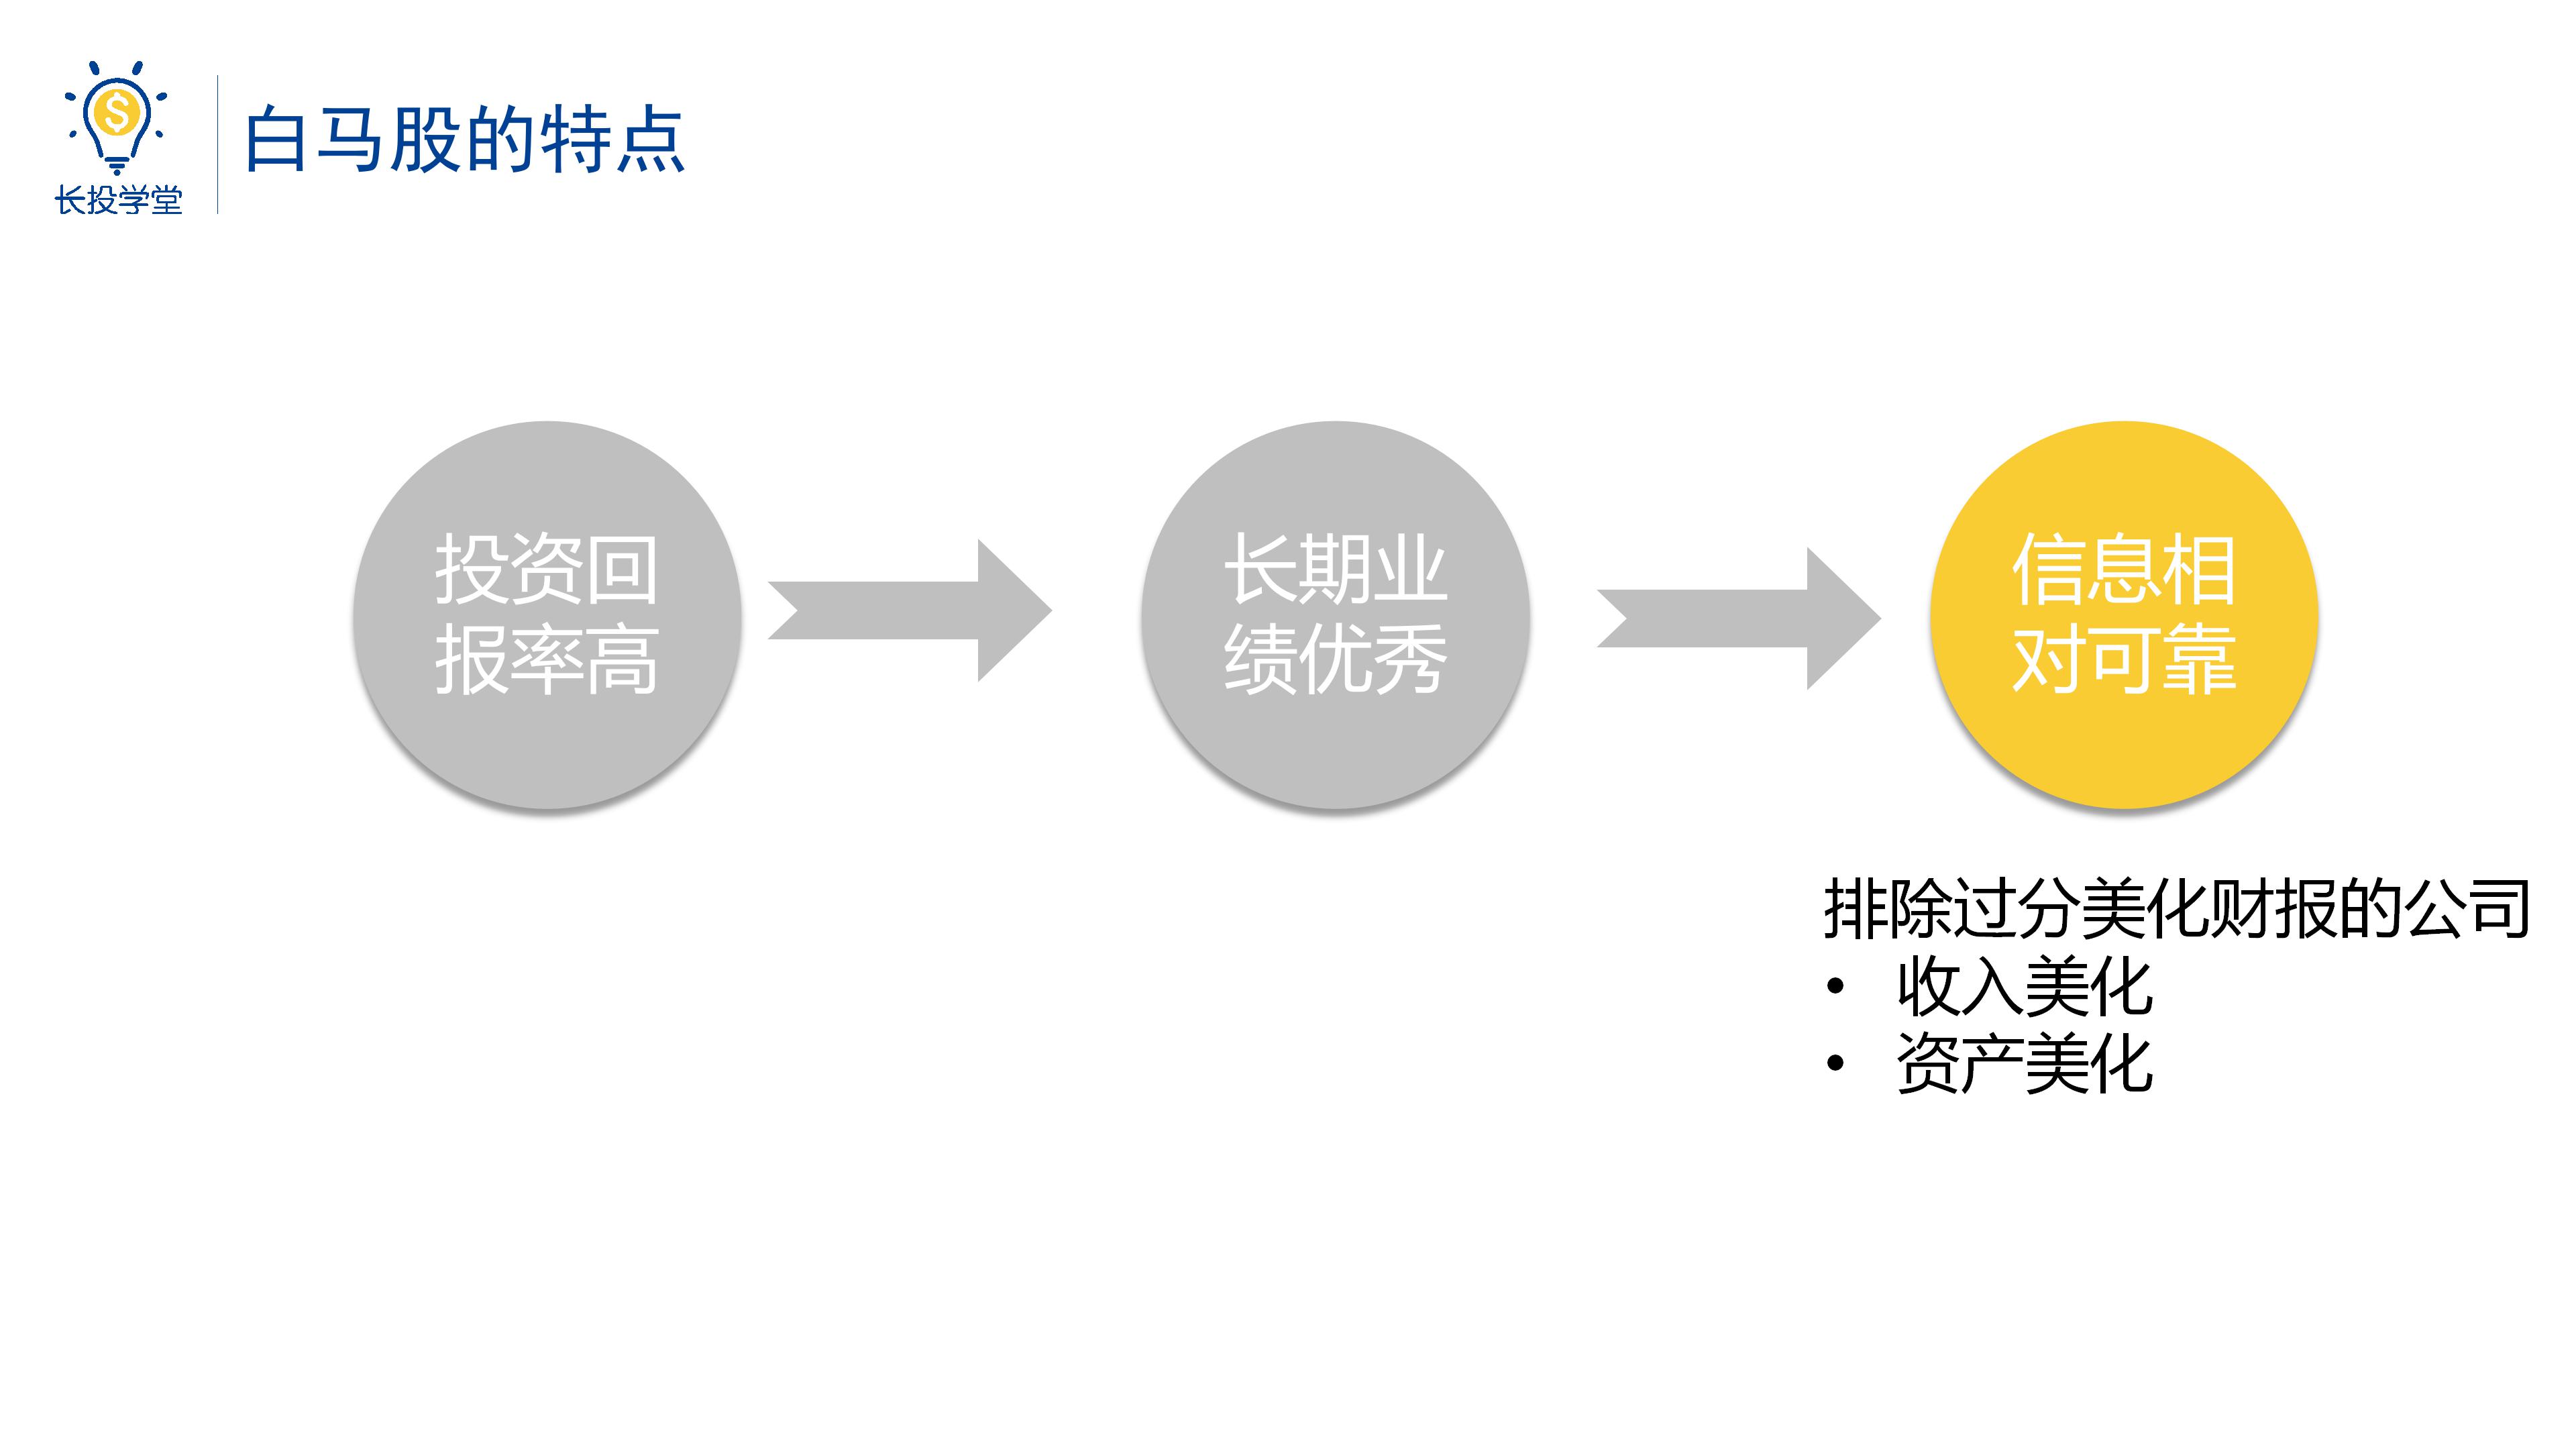 长投学堂
白马股的特点
投资回
报率高
长期业
绩优秀
信息相
对可靠
排除过分美化财报的公司
• 收入美化
• 资产美化